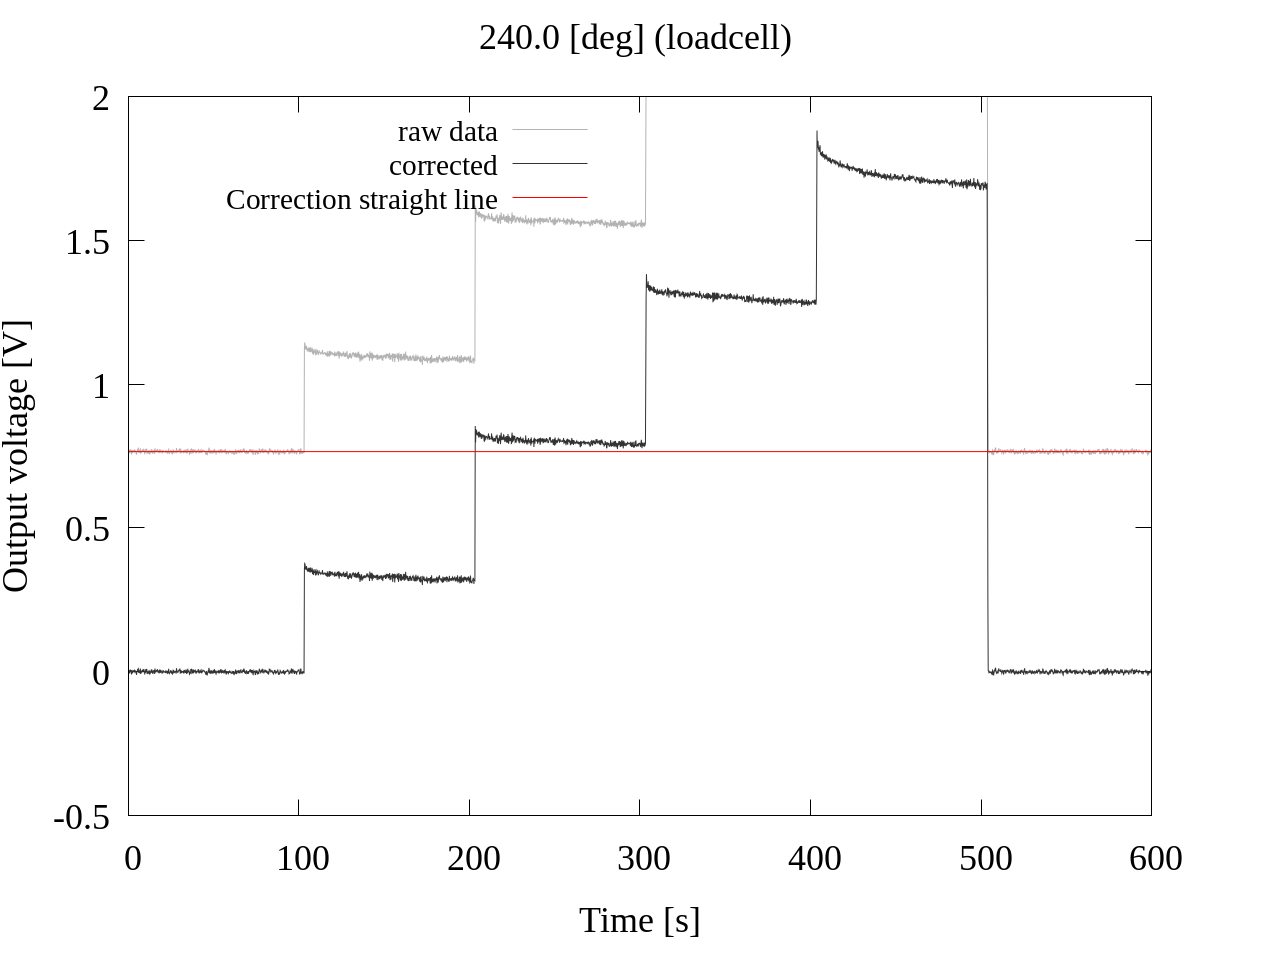 240.0 [deg] (loadcell)
2
1.5
1
0.5
0
-0.5
raw data
corrected
Correction straight line
Output voltage [V]
0 100 200 300 400 500 600
Time [s]